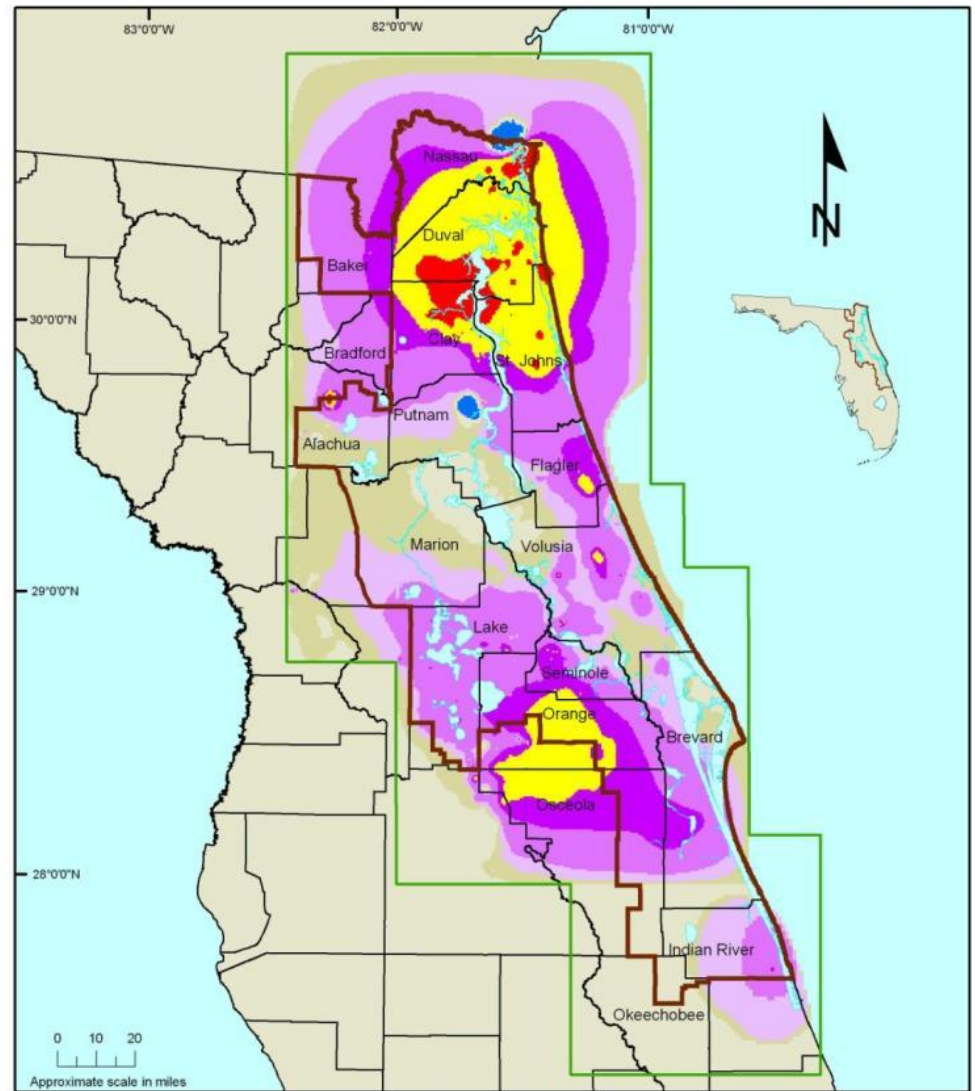 83°0'0"W
82°0'0"W
81°0'0"W
N
Nassau
Duval
Baker
30°0'0"N
Clay
St. Johns
Bradford
Putnam
Alachua
Flagler
Marion
Volusia
29°0'0"N
Lake
Seminole
Orange
Brevard
Osceola
28°0'0"N
Indian River
Okeechobee
0 10 20
Approximate scale in miles